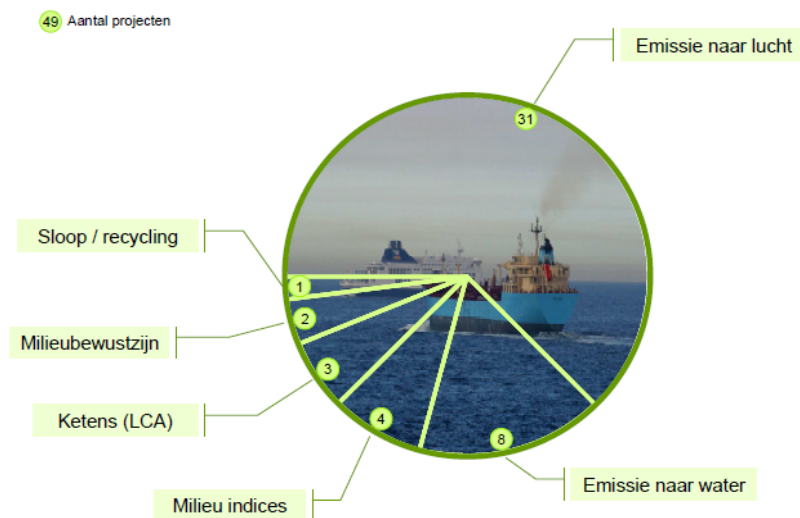 49 Aantal projecten
Emissie naar lucht
31
Sloop / recycling
1
2
Milieubewustzijn
3
Ketens (LCA)
4
8
Emissie naar water
Milieu indices